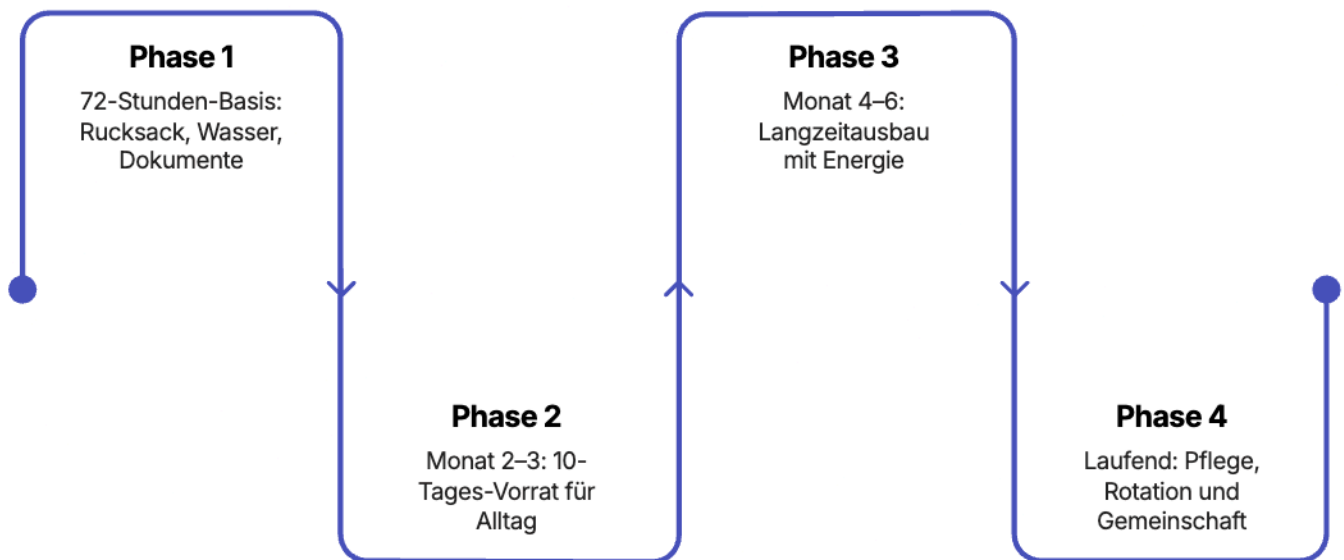 Phase 1
72-Stunden-Basis:
Rucksack, Wasser,
Dokumente
Phase 2
Monat 2–3: 10-
Tages-Vorrat für
Alltag
Phase 3
Monat 4–6:
Langzeitausbau
mit Energie
Phase 4
Laufend: Pflege,
Rotation und
Gemeinschaft